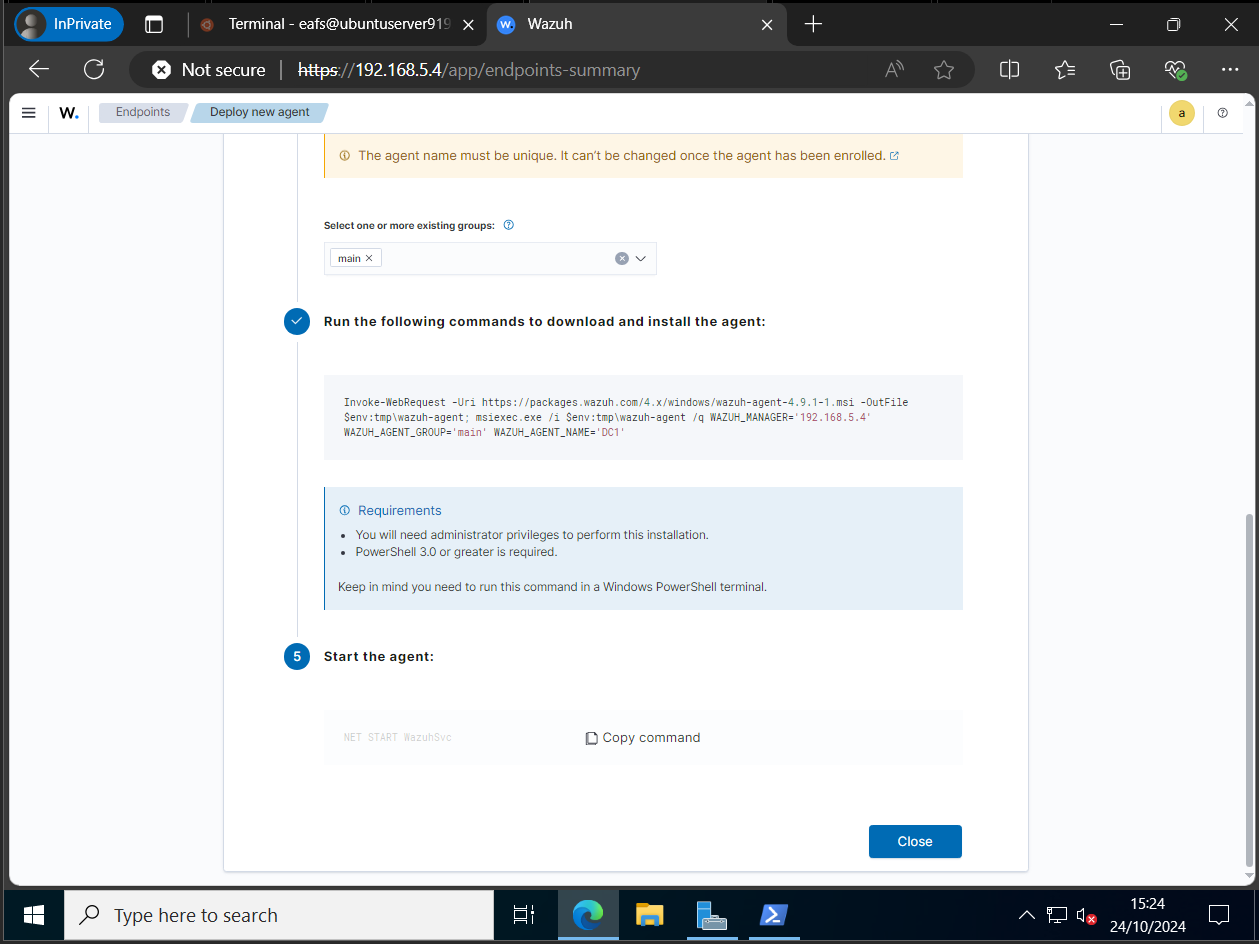 InPrivate
Terminal - eafs@ubuntuserver919
Wazuh
Not secure
https://192.168.5.4/app/endpoints-summary
W.
Endpoints
Deploy new agent
a
The agent name must be unique. It can't be changed once the agent has been enrolled.
Select one or more existing groups:
main
Run the following commands to download and install the agent:
Invoke-WebRequest -Uri https://packages.wazuh.com/4.x/windows/wazuh-agent-4.9.1-1.msi -OutFile
$env:tmp\wazuh-agent; msiexec.exe /i $env:tmp\wazuh-agent /q WAZUH_MANAGER='192.168.5.4'
WAZUH_AGENT_GROUP='main' WAZUH_AGENT_NAME='DC1'
Requirements
• You will need administrator privileges to perform this installation.
• PowerShell 3.0 or greater is required.
Keep in mind you need to run this command in a Windows PowerShell terminal.
5 Start the agent:
NET START WazuhSvc
Copy command
Close
Type here to search
15:24
24/10/2024